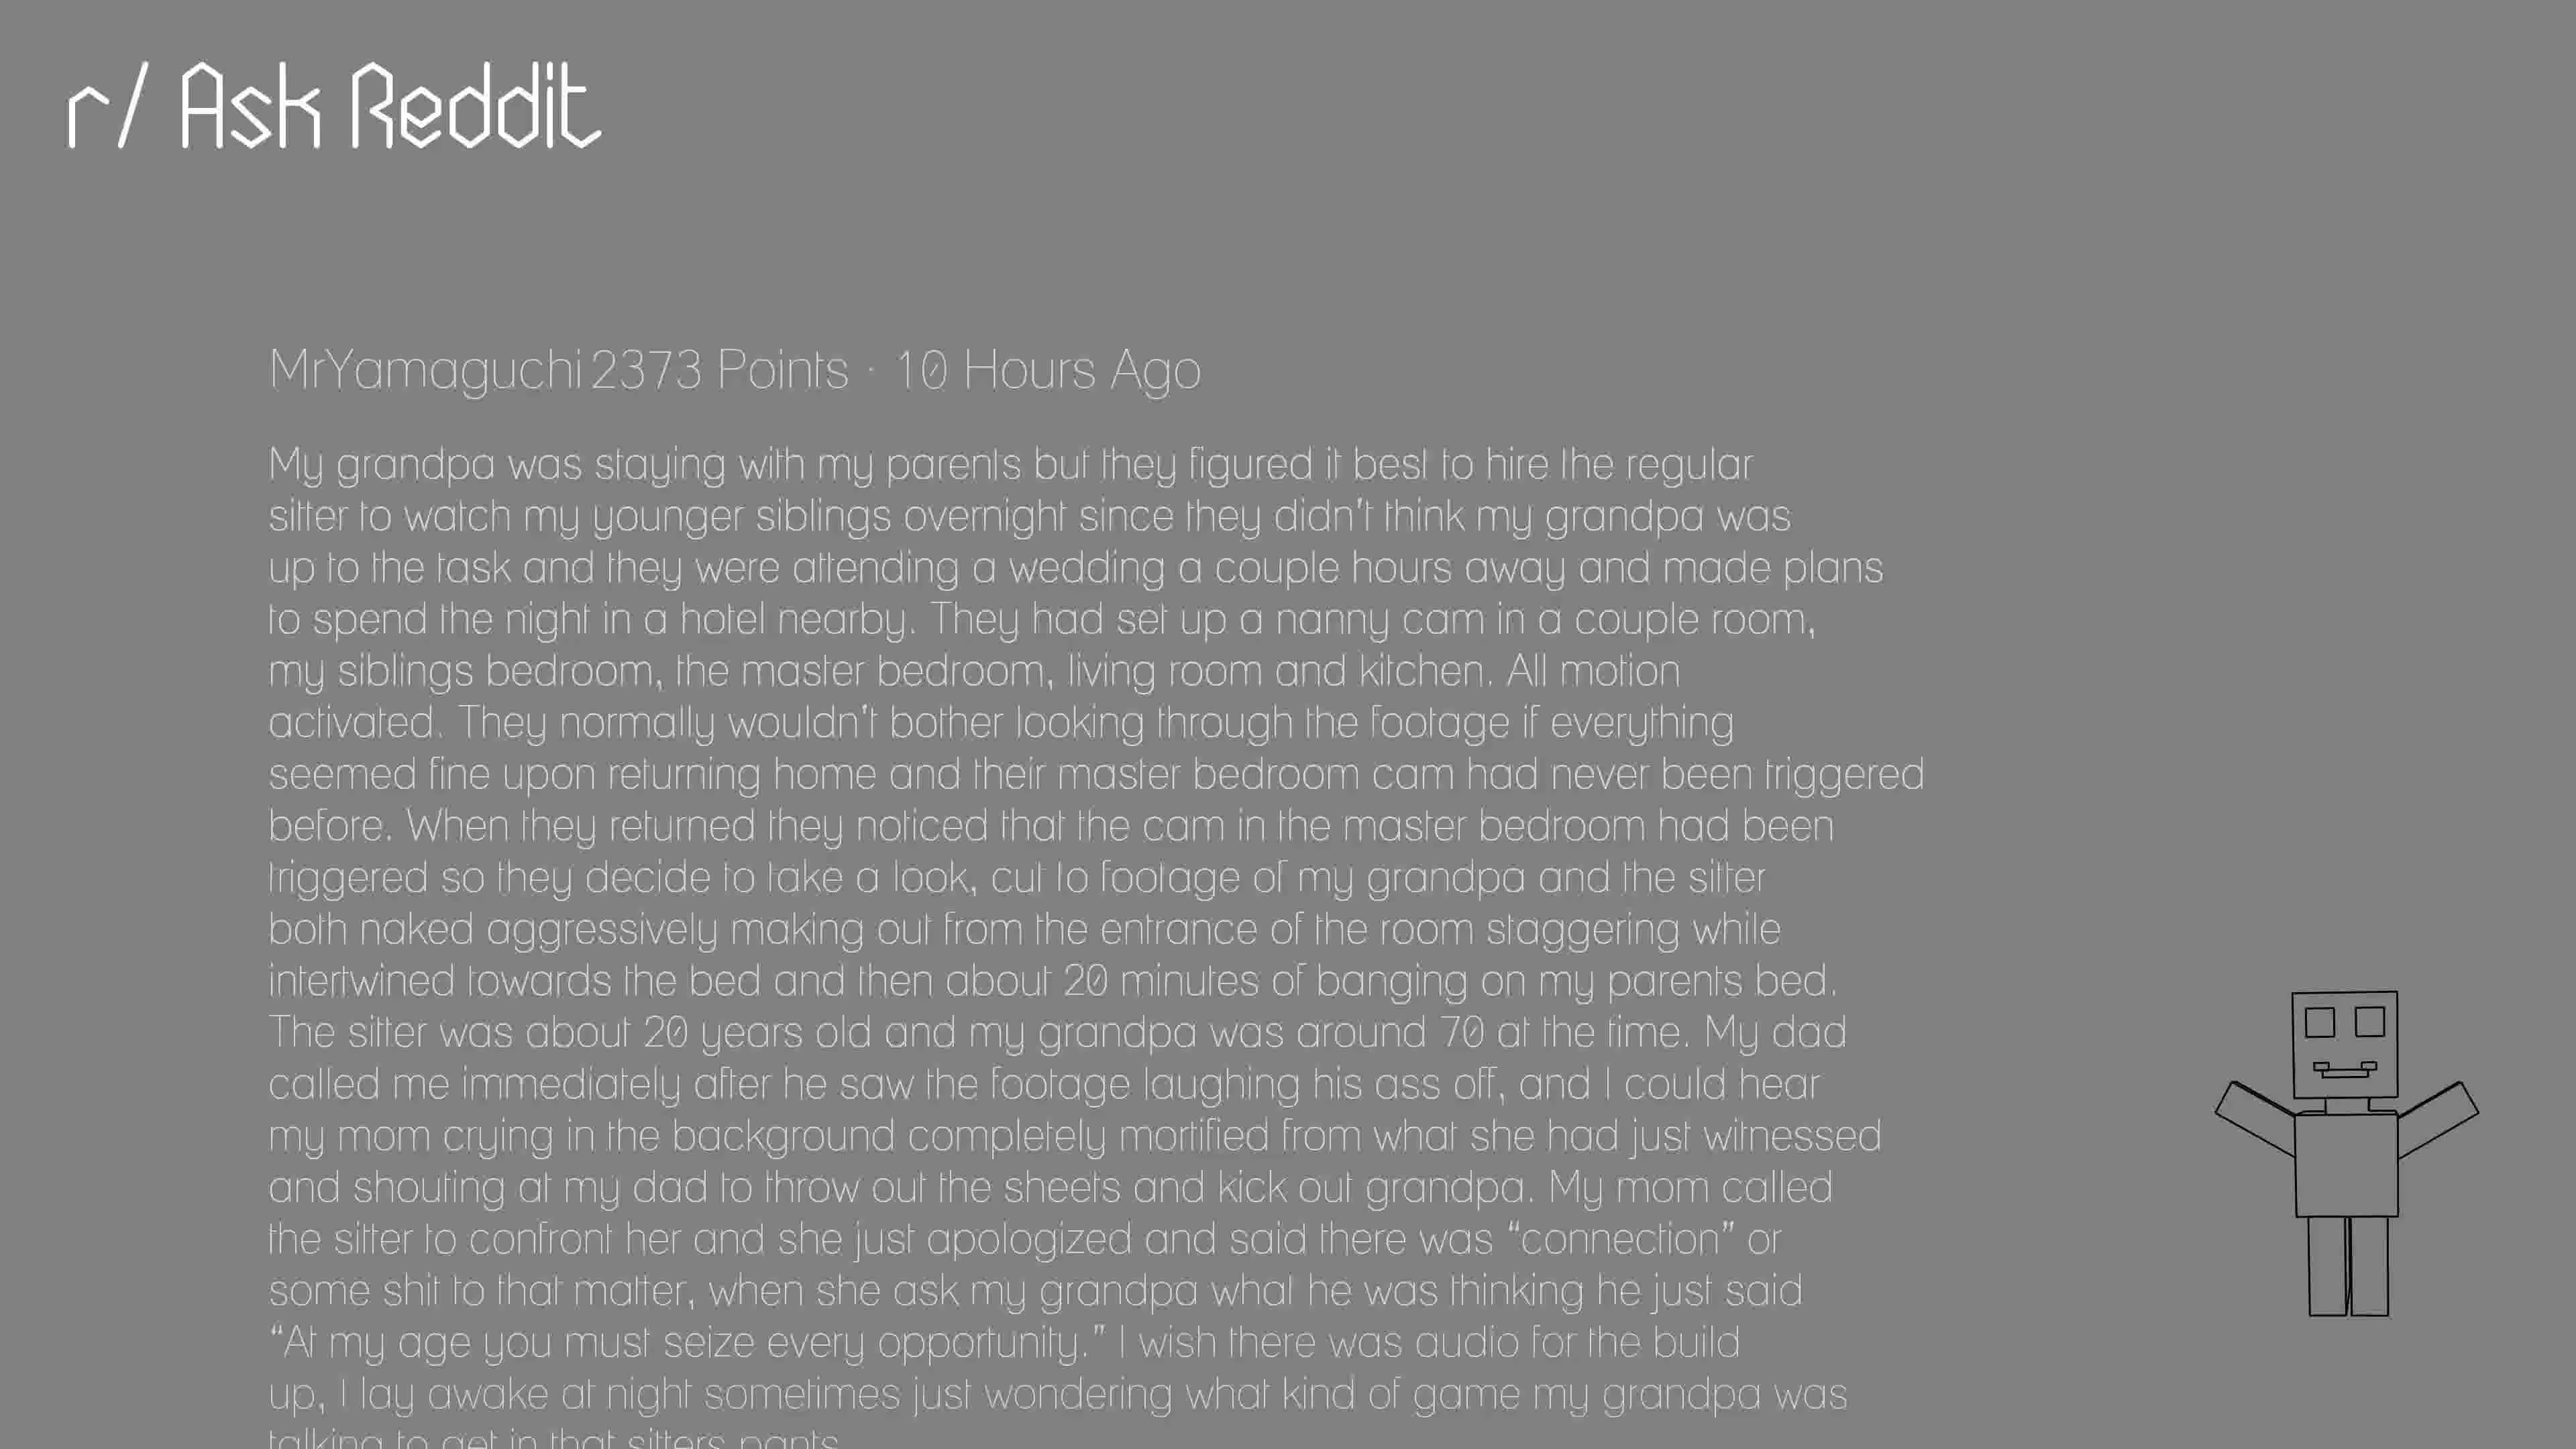 r/ Ask Reddit
MrYamaguchi 2373 Points · 10 Hours Ago
My grandpa was staying with my parents but they figured it best to hire the regular
sitter to watch my younger siblings overnight since they didn't think my grandpa was
up to the task and they were attending a wedding a couple hours away and made plans
to spend the night in a hotel nearby. They had set up a nanny cam in a couple room,
my siblings bedroom, the master bedroom, living room and kitchen. All motion
activated. They normally wouldn't bother looking through the footage if everything
seemed fine upon returning home and their master bedroom cam had never been triggered
before. When they returned they noticed that the cam in the master bedroom had been
triggered so they decide to take a look, cut to footage of my grandpa and the sitter
both naked aggressively making out from the entrance of the room staggering while
intertwined towards the bed and then about 20 minutes of banging on my parents bed.
The sitter was about 20 years old and my grandpa was around 70 at the time. My dad
called me immediately after he saw the footage laughing his ass off, and I could hear
my mom crying in the background completely mortified from what she had just witnessed
and shouting at my dad to throw out the sheets and kick out grandpa. My mom called
the sitter to confront her and she just apologized and said there was “connection” or
some shit to that matter, when she ask my grandpa what he was thinking he just said
“At my age you must seize every opportunity.” I wish there was audio for the build
up, I lay awake at night sometimes just wondering what kind of game my grandpa was
talking to get in that sitters pants